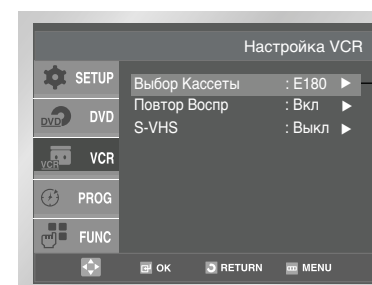 Настройка VCR
SETUP
Выбор Кассеты : E180 ►
DVD DVD
Повтор Воспр : Вкл ►
S-VHS : Выкл ►
VCR VCR
PROG
FUNC
OK RETURN MENU